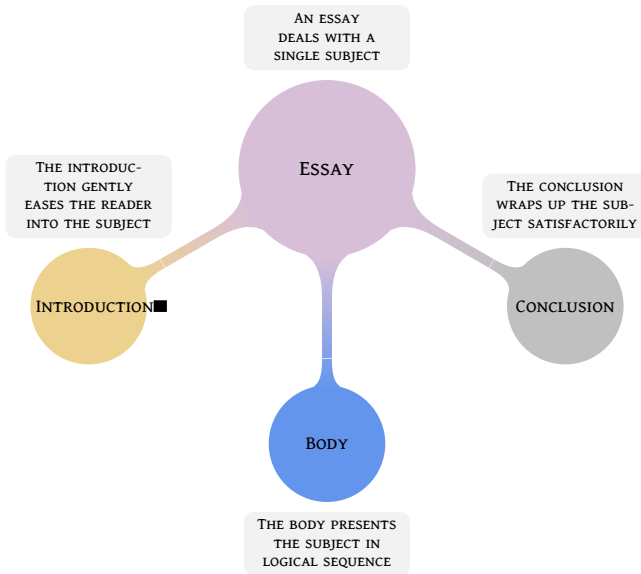 An essay
deals with a
single subject
Essay
The introduc-
tion gently
eases the reader
into the subject
The conclusion
wraps up the sub-
ject satisfactorily
Introduction
Conclusion
Body
The body presents
the subject in
logical sequence